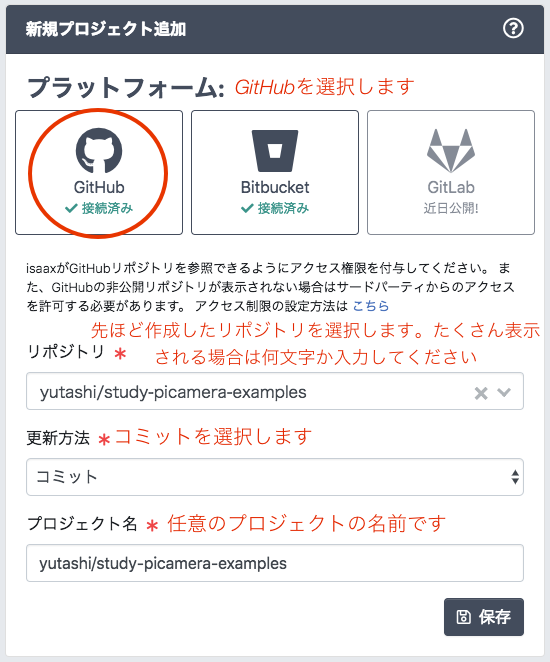 新規プロジェクト追加
プラットフォーム: GitHubを選択します
GitHub
接続済み
Bitbucket
接続済み
GitLab
近日公開!
isaaxがGitHubリポジトリを参照できるようにアクセス権限を付与してください。 ま
た、GitHubの非公開リポジトリが表示されない場合はサードパーティからのアクセス
を許可する必要があります。 アクセス制限の設定方法は こちら
先ほど作成したリポジトリを選択します。たくさん表示
される場合は何文字か入力してください
リポジトリ *
yutashi/study-picamera-examples
更新方法 * コミットを選択します
コミット
プロジェクト名 * 任意のプロジェクトの名前です
yutashi/study-picamera-examples
保存